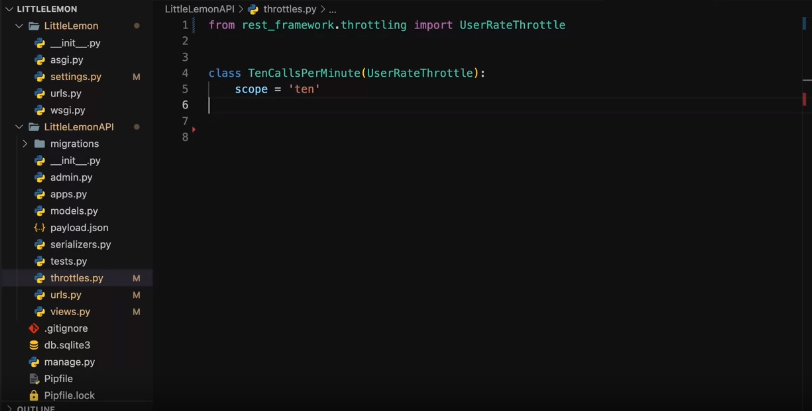 LITTLELEMON
LittleLemon
__init__.py
asgi.py
settings.py M
urls.py
wsgi.py
LittleLemonAPI
migrations
__init__.py
admin.py
apps.py
models.py
{..} payload.json
serializers.py
tests.py
throttles.py M
urls.py M
views.py M
.gitignore
db.sqlite3
manage.py
Pipfile
Pipfile.lock
OUTLINE
LittleLemonAPI > throttles.py > ...
1 from rest_framework.throttling import UserRateThrottle
2
3
4 class TenCallsPerMinute(UserRateThrottle):
5 scope = 'ten'
6
7
8